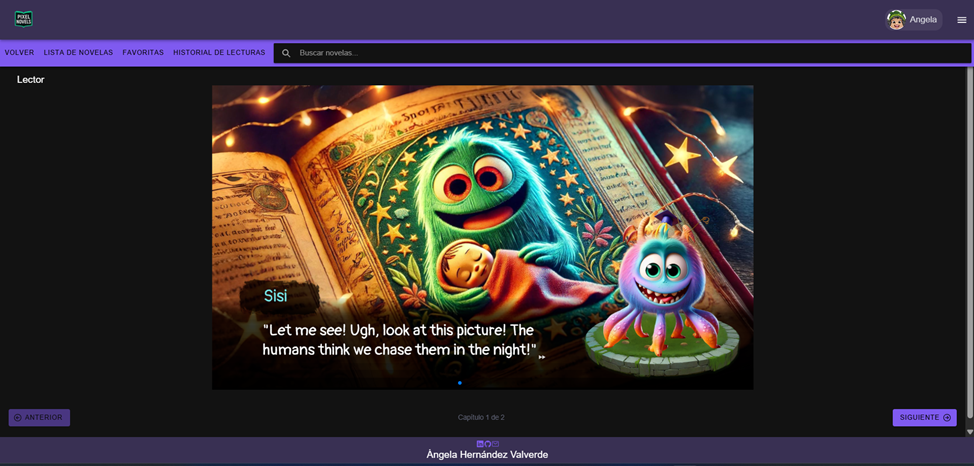 PIXEL
NOVELS
Angela
VOLVER LISTA DE NOVELAS FAVORITAS HISTORIAL DE LECTURAS Buscar novelas...
Lector
Sisi
"Let me see! Ugh, look at this picture! The
humans think we chase them in the night!"
ANTERIOR Capítulo 1 de 2 SIGUIENTE
Ángela Hernández Valverde